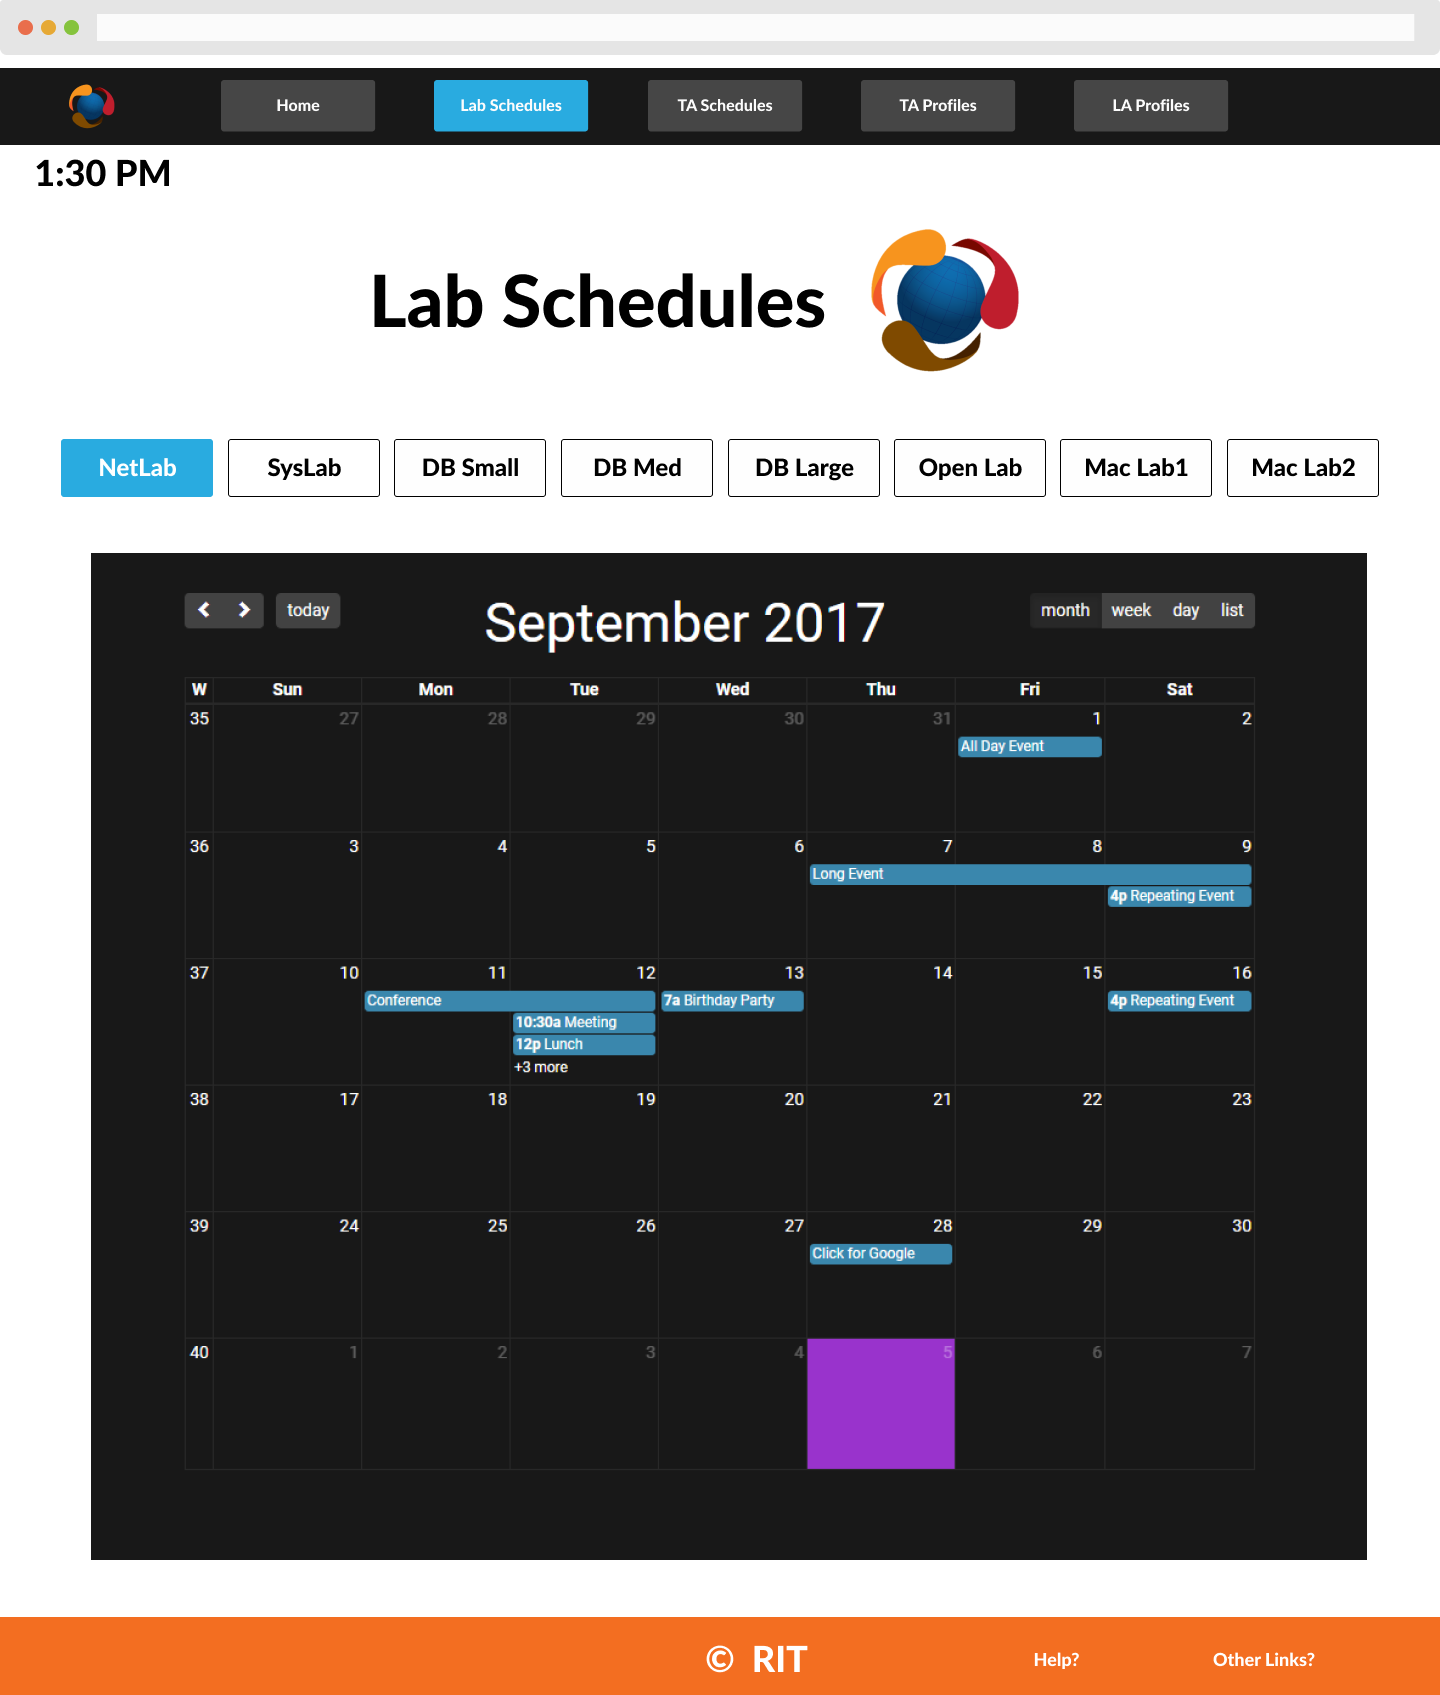 Home Lab Schedules TA Schedules TA Profiles LA Profiles
1:30 PM
Lab Schedules
NetLab SysLab DB Small DB Med DB Large Open Lab Mac Lab1 Mac Lab2
today September 2017 month week day list
W Sun Mon Tue Wed Thu Fri Sat
35 27 28 29 30 31 1 2
All Day Event
36 3 4 5 6 7 8 9
Long Event
4p Repeating Event
37 10 11 12 13 14 15 16
Conference 7a Birthday Party 4p Repeating Event
10:30a Meeting
12p Lunch
+3 more
38 17 18 19 20 21 22 23
39 24 25 26 27 28 29 30
Click for Google
40 1 2 3 4 5 6 7
© RIT Help? Other Links?